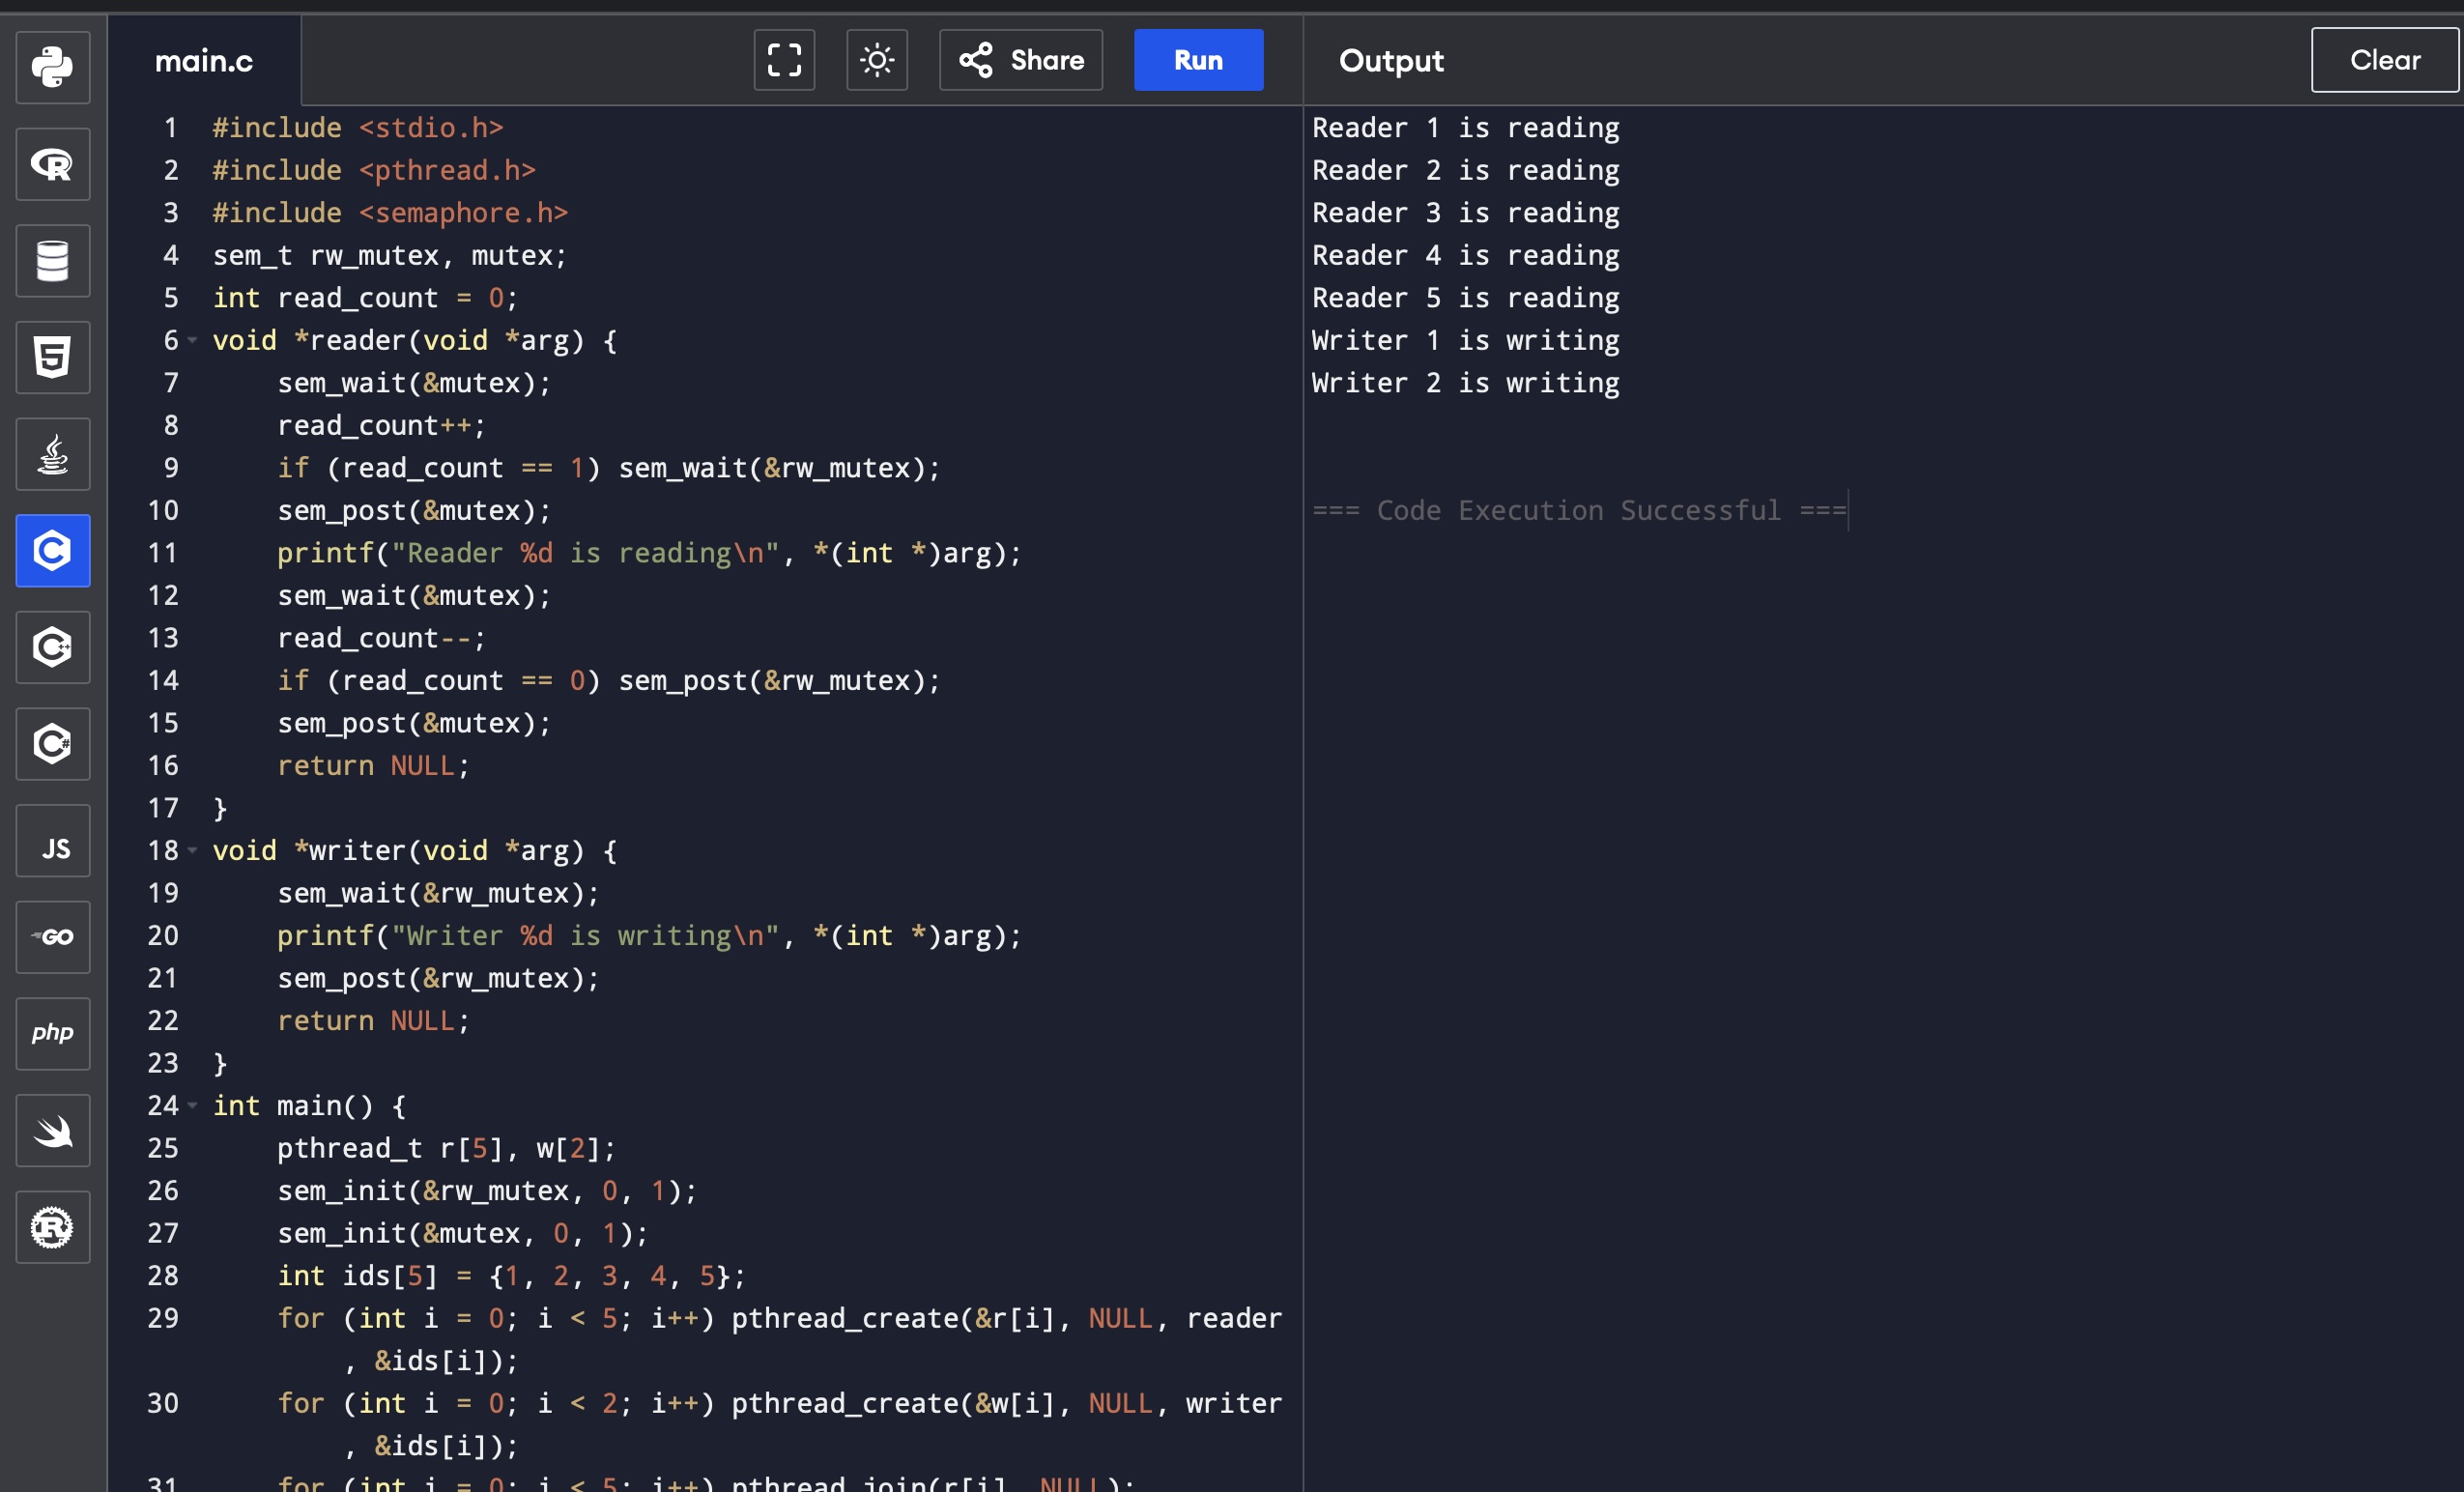 main.c
Share
Run
Output
Clear
1 #include <stdio.h>
2 #include <pthread.h>
3 #include <semaphore.h>
4 sem_t rw_mutex, mutex;
5 int read_count = 0;
6 void *reader(void *arg) {
7     sem_wait(&mutex);
8     read_count++;
9     if (read_count == 1) sem_wait(&rw_mutex);
10     sem_post(&mutex);
11     printf("Reader %d is reading\n", *(int *)arg);
12     sem_wait(&mutex);
13     read_count--;
14     if (read_count == 0) sem_post(&rw_mutex);
15     sem_post(&mutex);
16     return NULL;
17 }
18 void *writer(void *arg) {
19     sem_wait(&rw_mutex);
20     printf("Writer %d is writing\n", *(int *)arg);
21     sem_post(&rw_mutex);
22     return NULL;
23 }
24 int main() {
25     pthread_t r[5], w[2];
26     sem_init(&rw_mutex, 0, 1);
27     sem_init(&mutex, 0, 1);
28     int ids[5] = {1, 2, 3, 4, 5};
29     for (int i = 0; i < 5; i++) pthread_create(&r[i], NULL, reader
, &ids[i]);
30     for (int i = 0; i < 2; i++) pthread_create(&w[i], NULL, writer
, &ids[i]);
31     for (int i = 0; i < 5; i++) pthread_join(r[i], NULL);
Reader 1 is reading
Reader 2 is reading
Reader 3 is reading
Reader 4 is reading
Reader 5 is reading
Writer 1 is writing
Writer 2 is writing
=== Code Execution Successful ===
R
5
C
C++
C#
JS
GO
php
R